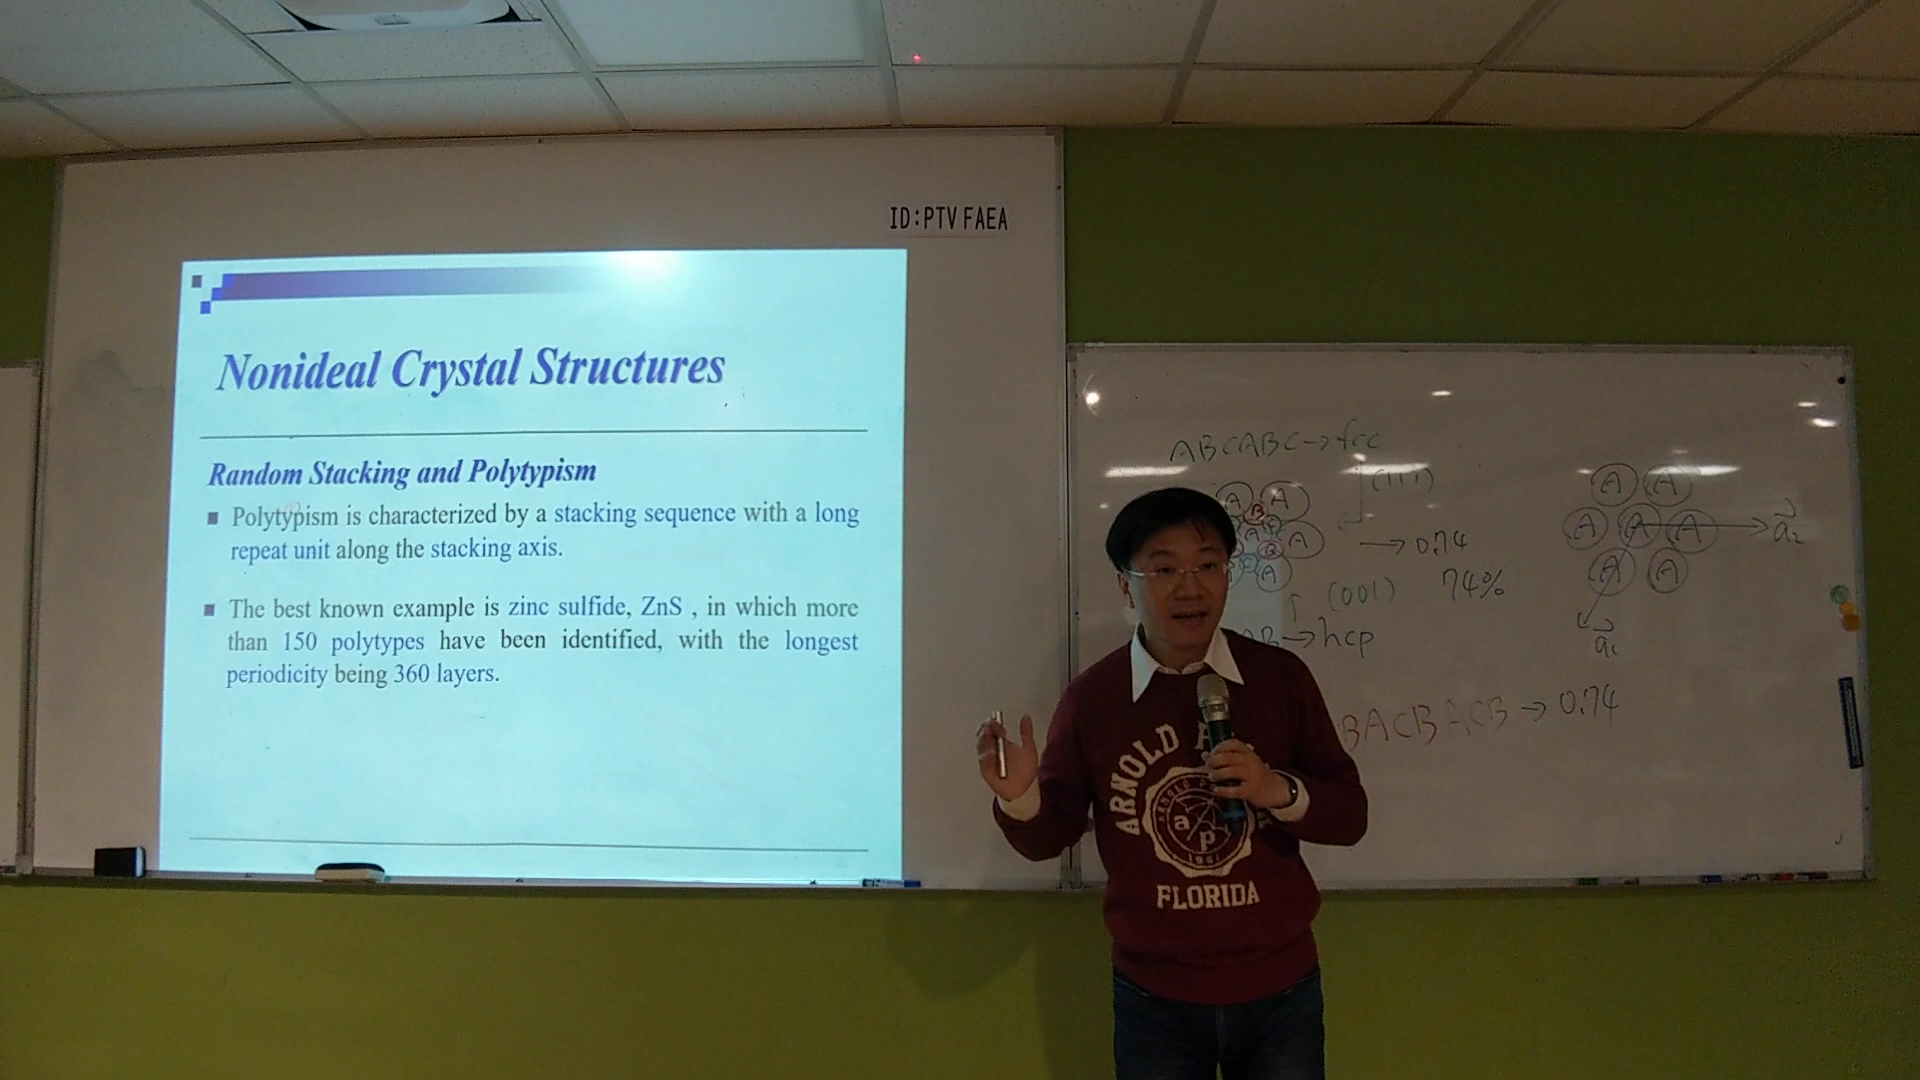 ID:PTV FAEA
Nonideal Crystal Structures
Random Stacking and Polytypism
Polytypism is characterized by a stacking sequence with a long
repeat unit along the stacking axis.
The best known example is zinc sulfide, ZnS , in which more
than 150 polytypes have been identified, with the longest
periodicity being 360 layers.
ABCABC→fcc
(111)
A A
B
A A
B
A
→0.74
(001) 74%
B→hcp
BACBACB→0.74
A A
A A A
A A
a₂
a₁
ARNOLD
a
p
1961
FLORIDA